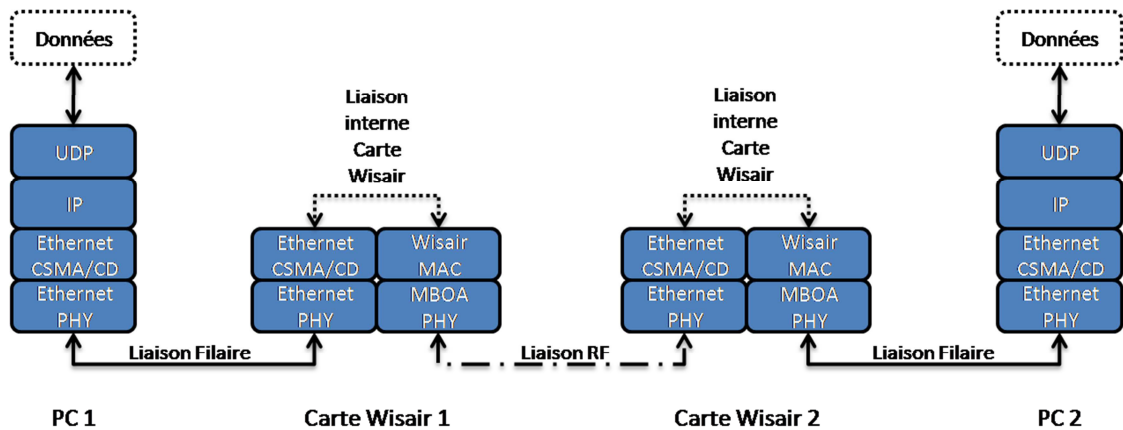 Données
Données
Liaison
interne
Carte
Wisair
Liaison
interne
Carte
Wisair
UDP
IP
Ethernet
CSMA/CD
Ethernet
PHY
Ethernet
CSMA/CD
Wisair
MAC
Ethernet
PHY
MBOA
PHY
Ethernet
CSMA/CD
Wisair
MAC
Ethernet
PHY
MBOA
PHY
UDP
IP
Ethernet
CSMA/CD
Ethernet
PHY
Liaison Filaire
Liaison RF
Liaison Filaire
PC 1
Carte Wisair 1
Carte Wisair 2
PC 2